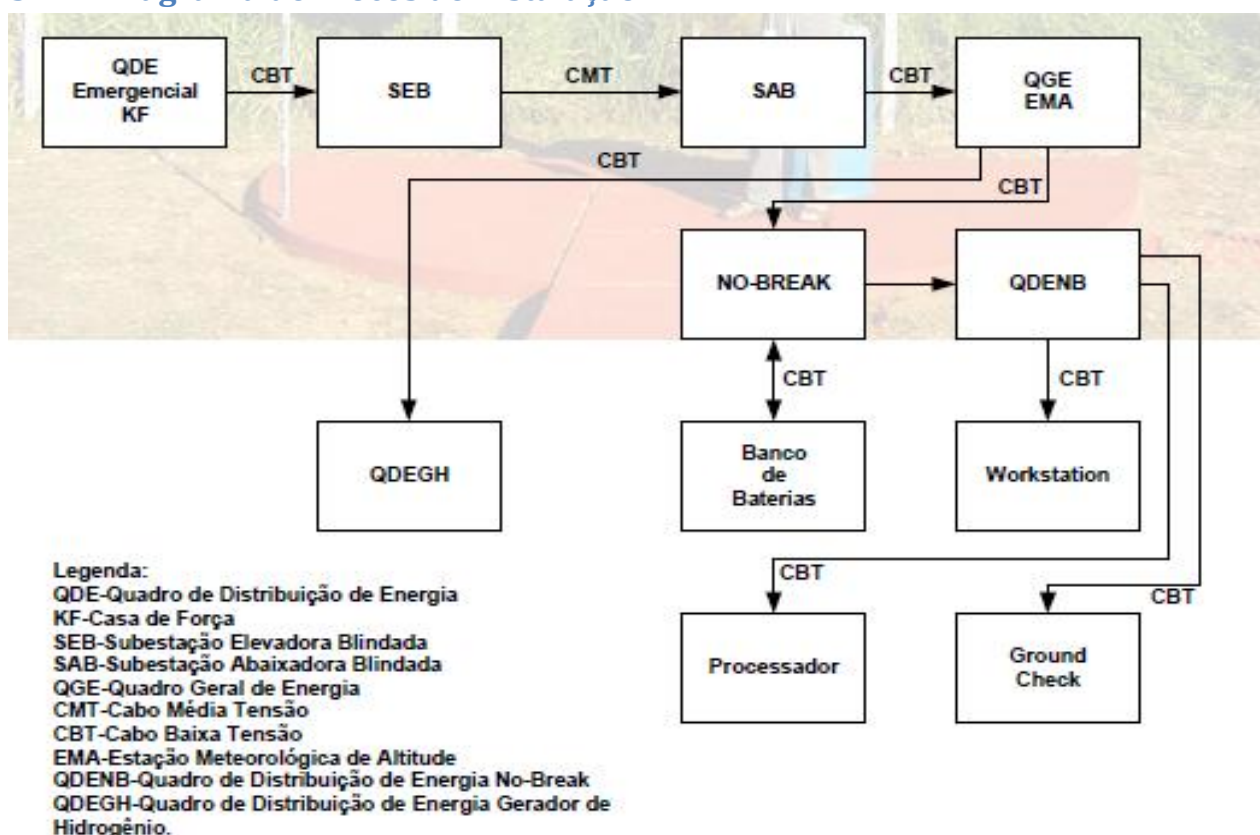 QDE
Emergencial
KF
CBT
SEB
CMT
SAB
CBT
QGE
EMA
CBT
CBT
NO-BREAK
QDENB
CBT
CBT
QDEGH
Banco
de
Baterias
Workstation
CBT
CBT
Processador
Ground
Check
Legenda:
QDE-Quadro de Distribuição de Energia
KF-Casa de Força
SEB-Subestação Elevadora Blindada
SAB-Subestação Abaixadora Blindada
QGE-Quadro Geral de Energia
CMT-Cabo Média Tensão
CBT-Cabo Baixa Tensão
EMA-Estação Meteorológica de Altitude
QDENB-Quadro de Distribuição de Energia No-Break
QDEGH-Quadro de Distribuição de Energia Gerador de
Hidrogênio.